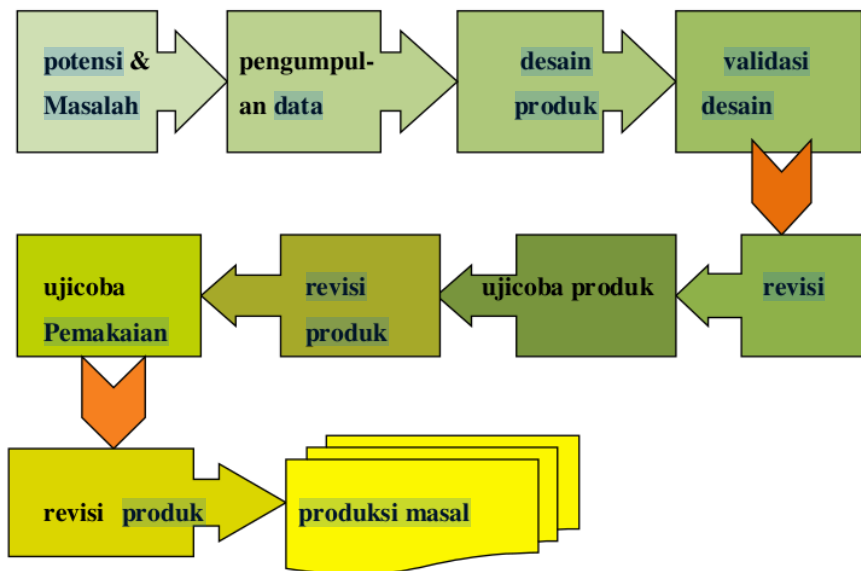 potensi &
Masalah
pengumpul-
an data
desain
produk
validasi
desain
revisi
ujicoba produk
revisi
produk
ujicoba
Pemakaian
revisi produk
produksi masal